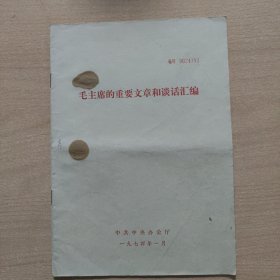 毛主席的重要文章和谈话汇编
中共中央办公厅
一九七四年一月